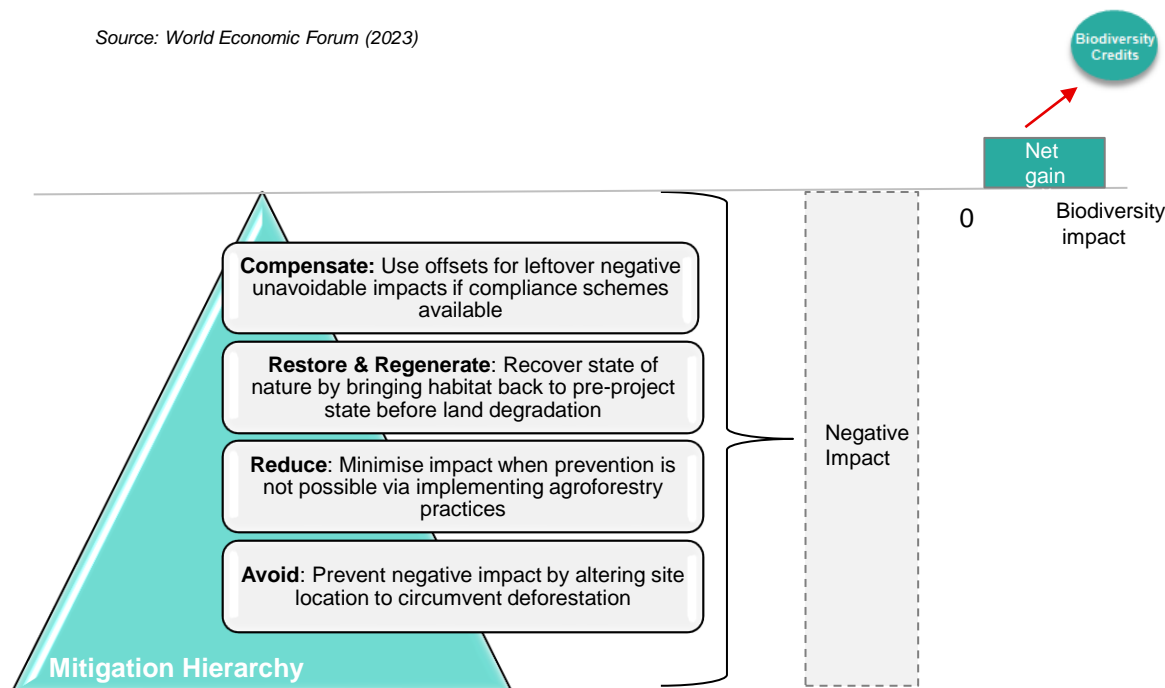 Source: World Economic Forum (2023)
Biodiversity
Credits
Net
gain
0
Biodiversity
impact
Compensate: Use offsets for leftover negative
unavoidable impacts if compliance schemes
available
Restore & Regenerate: Recover state of
nature by bringing habitat back to pre-project
state before land degradation
Reduce: Minimise impact when prevention is
not possible via implementing agroforestry
practices
Avoid: Prevent negative impact by altering site
location to circumvent deforestation
Negative
Impact
Mitigation Hierarchy